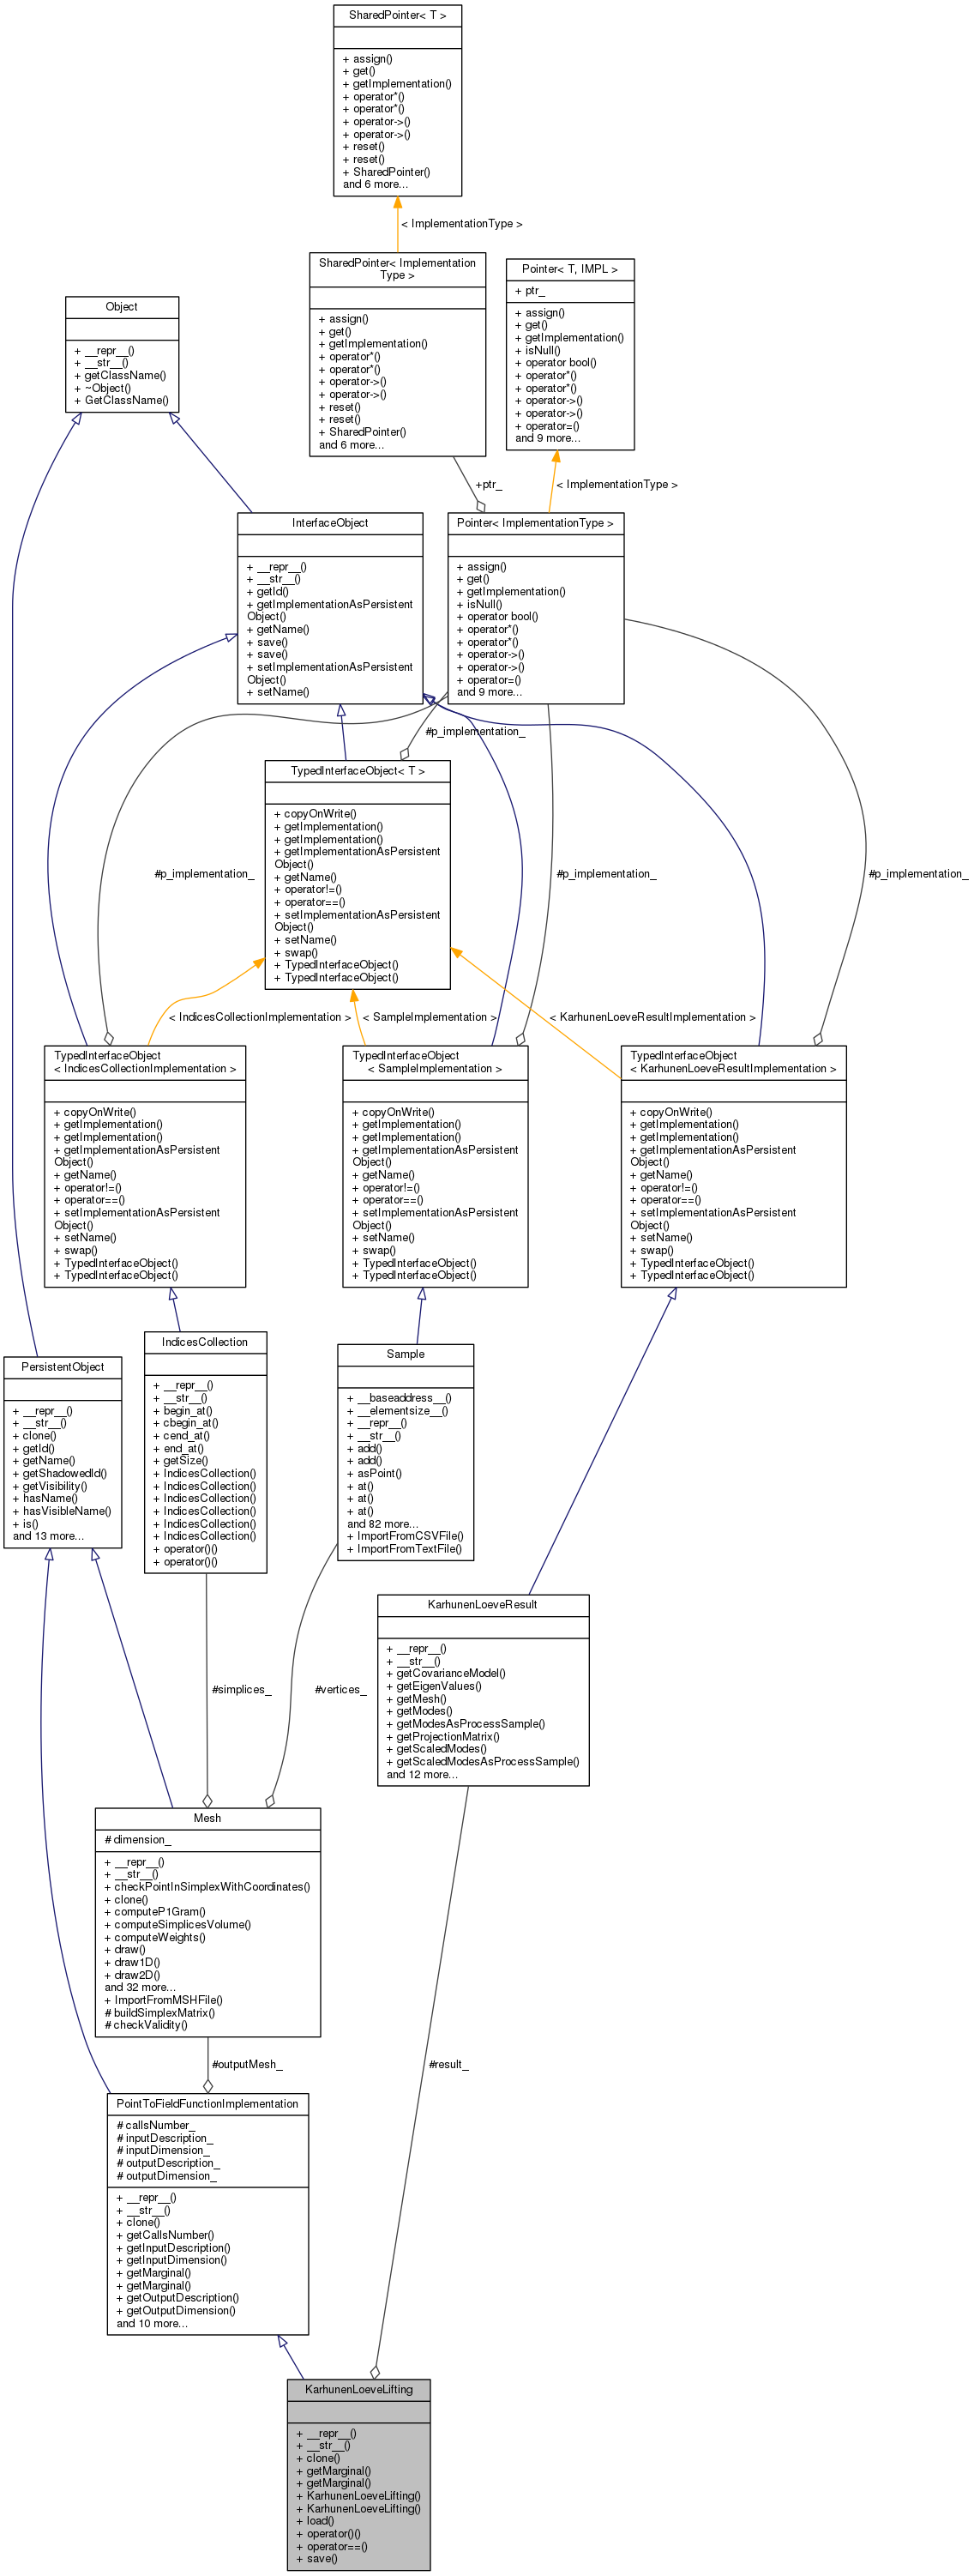 SharedPointer< T >
+ assign()
+ get()
+ getImplementation()
+ operator*()
+ operator*()
+ operator->()
+ operator->()
+ reset()
+ reset()
+ SharedPointer()
and 6 more...
< ImplementationType >
SharedPointer< Implementation
Type >
+ assign()
+ get()
+ getImplementation()
+ operator*()
+ operator*()
+ operator->()
+ operator->()
+ reset()
+ reset()
+ SharedPointer()
and 6 more...
Pointer< T, IMPL >
+ ptr_
+ assign()
+ get()
+ getImplementation()
+ isNull()
+ operator bool()
+ operator*()
+ operator*()
+ operator->()
+ operator->()
+ operator=()
and 9 more...
Object
+ __repr__()
+ __str__()
+ getClassName()
+ ~Object()
+ GetClassName()
+ptr_
< ImplementationType >
InterfaceObject
+ __repr__()
+ __str__()
+ getId()
+ getImplementationAsPersistent
Object()
+ getName()
+ save()
+ save()
+ setImplementationAsPersistent
Object()
+ setName()
Pointer< ImplementationType >
+ assign()
+ get()
+ getImplementation()
+ isNull()
+ operator bool()
+ operator*()
+ operator*()
+ operator->()
+ operator->()
+ operator=()
and 9 more...
#p_implementation_
TypedInterfaceObject< T >
+ copyOnWrite()
+ getImplementation()
+ getImplementation()
+ getImplementationAsPersistent
Object()
+ getName()
+ operator!=()
+ operator==()
+ setImplementationAsPersistent
Object()
+ setName()
+ swap()
+ TypedInterfaceObject()
+ TypedInterfaceObject()
#p_implementation_
#p_implementation_
#p_implementation_
< IndicesCollectionImplementation >
< SampleImplementation >
< KarhunenLoeveResultImplementation >
TypedInterfaceObject
< IndicesCollectionImplementation >
+ copyOnWrite()
+ getImplementation()
+ getImplementation()
+ getImplementationAsPersistent
Object()
+ getName()
+ operator!=()
+ operator==()
+ setImplementationAsPersistent
Object()
+ setName()
+ swap()
+ TypedInterfaceObject()
+ TypedInterfaceObject()
TypedInterfaceObject
< SampleImplementation >
+ copyOnWrite()
+ getImplementation()
+ getImplementation()
+ getImplementationAsPersistent
Object()
+ getName()
+ operator!=()
+ operator==()
+ setImplementationAsPersistent
Object()
+ setName()
+ swap()
+ TypedInterfaceObject()
+ TypedInterfaceObject()
TypedInterfaceObject
< KarhunenLoeveResultImplementation >
+ copyOnWrite()
+ getImplementation()
+ getImplementation()
+ getImplementationAsPersistent
Object()
+ getName()
+ operator!=()
+ operator==()
+ setImplementationAsPersistent
Object()
+ setName()
+ swap()
+ TypedInterfaceObject()
+ TypedInterfaceObject()
PersistentObject
+ __repr__()
+ __str__()
+ clone()
+ getId()
+ getName()
+ getShadowedId()
+ getVisibility()
+ hasName()
+ hasVisibleName()
+ is()
and 13 more...
IndicesCollection
+ __repr__()
+ __str__()
+ begin_at()
+ cbegin_at()
+ cend_at()
+ end_at()
+ getSize()
+ IndicesCollection()
+ IndicesCollection()
+ IndicesCollection()
+ IndicesCollection()
+ IndicesCollection()
+ IndicesCollection()
+ operator()()
+ operator()()
Sample
+ __baseaddress__()
+ __elementsize__()
+ __repr__()
+ __str__()
+ add()
+ add()
+ asPoint()
+ at()
+ at()
+ at()
and 82 more...
+ ImportFromCSVFile()
+ ImportFromTextFile()
KarhunenLoeveResult
+ __repr__()
+ __str__()
+ getCovarianceModel()
+ getEigenValues()
+ getMesh()
+ getModes()
+ getModesAsProcessSample()
+ getProjectionMatrix()
+ getScaledModes()
+ getScaledModesAsProcessSample()
and 12 more...
#simplices_
#vertices_
Mesh
# dimension_
+ __repr__()
+ __str__()
+ checkPointInSimplexWithCoordinates()
+ clone()
+ computeP1Gram()
+ computeSimplicesVolume()
+ computeWeights()
+ draw()
+ draw1D()
+ draw2D()
and 32 more...
+ ImportFromMSHFile()
# buildSimplexMatrix()
# checkValidity()
#outputMesh_
#result_
PointToFieldFunctionImplementation
# callsNumber_
# inputDescription_
# inputDimension_
# outputDescription_
# outputDimension_
+ __repr__()
+ __str__()
+ clone()
+ getCallsNumber()
+ getInputDescription()
+ getInputDimension()
+ getMarginal()
+ getMarginal()
+ getOutputDescription()
+ getOutputDimension()
and 10 more...
KarhunenLoeveLifting
+ __repr__()
+ __str__()
+ clone()
+ getMarginal()
+ getMarginal()
+ KarhunenLoeveLifting()
+ KarhunenLoeveLifting()
+ load()
+ operator()()
+ operator==()
+ save()